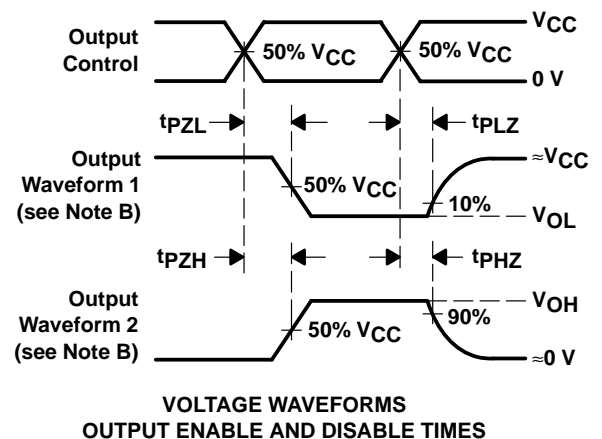 Output
Control
50% VCC
50% VCC
VCC
0 V
tPZL
tPLZ
Output
Waveform 1
(see Note B)
50% VCC
10%
≈VCC
VOL
tPZH
tPHZ
Output
Waveform 2
(see Note B)
50% VCC
90%
VOH
≈0 V
VOLTAGE WAVEFORMS
OUTPUT ENABLE AND DISABLE TIMES